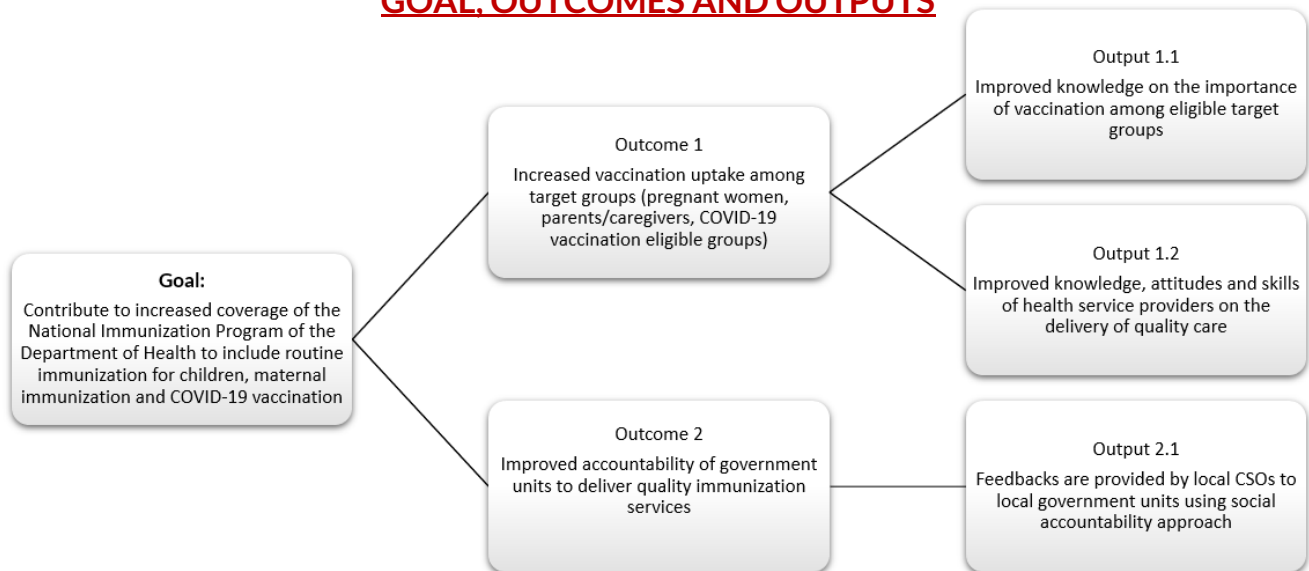 GOAL, OUTCOMES AND OUTPUTS
Goal:
Contribute to increased coverage of the
National Immunization Program of the
Department of Health to include routine
immunization for children, maternal
immunization and COVID-19 vaccination
Outcome 1
Increased vaccination uptake among
target groups (pregnant women,
parents/caregivers, COVID-19
vaccination eligible groups)
Outcome 2
Improved accountability of government
units to deliver quality immunization
services
Output 1.1
Improved knowledge on the importance
of vaccination among eligible target
groups
Output 1.2
Improved knowledge, attitudes and skills
of health service providers on the
delivery of quality care
Output 2.1
Feedbacks are provided by local CSOs to
local government units using social
accountability approach